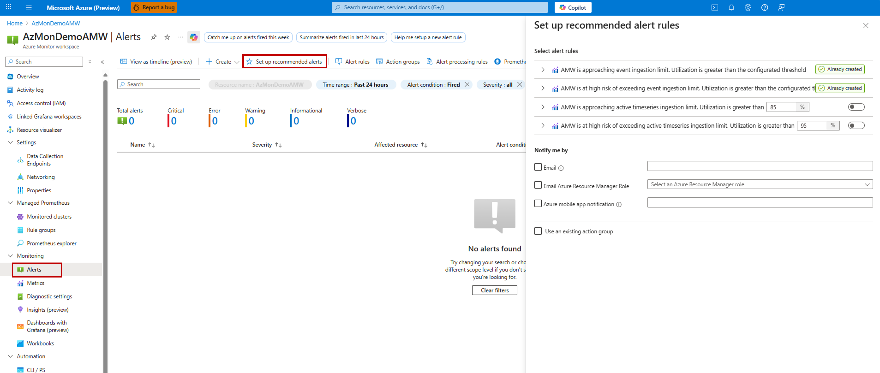 Microsoft Azure (Preview)
Report a bug
Search resources, services, and docs (G+/)
Copilot
Home > AzMonDemoAMW
AzMonDemoAMW | Alerts
Azure Monitor workspace
Catch me up on alerts fired this week
Summarize alerts fired in last 24 hours
Help me setup a new alert rule
Search
Overview
Activity log
Access control (IAM)
Linked Grafana workspaces
Resource visualizer
Settings
Data Collection
Endpoints
Networking
Properties
Managed Prometheus
Monitored clusters
Rule groups
Prometheus explorer
Monitoring
Alerts
Metrics
Diagnostic settings
Insights (preview)
Dashboards with
Grafana (preview)
Workbooks
Automation
CLI / PS
View as timeline (preview)
Create
Set up recommended alerts
Alert rules
Action groups
Alert processing rules
Prometheu
Search
Resource name : AzMonDemoAMW
Time range : Past 24 hours
Alert condition : Fired
Severity : all
Total alerts
0
Critical
0
Error
0
Warning
0
Informational
0
Verbose
0
Name ↑↓
Severity ↑↓
Affected resource ↑↓
Alert conditi
No alerts found
Try changing your search or cho
different scope level if you don't s
you're looking for.
Clear filters
Set up recommended alert rules
Select alert rules
AMW is approaching event ingestion limit. Utilization is greater than the configurated threshold
Already created
AMW is at high risk of exceeding event ingestion limit. Utilization is greater than the configurated t
Already created
AMW is approaching active timeseries ingestion limit. Utilization is greater than
85
%
AMW is at high risk of exceeding active timeseries ingestion limit. Utilization is greater than
95
%
Notify me by
Email
Email Azure Resource Manager Role
Select an Azure Resource Manager role
Azure mobile app notification
Use an existing action group